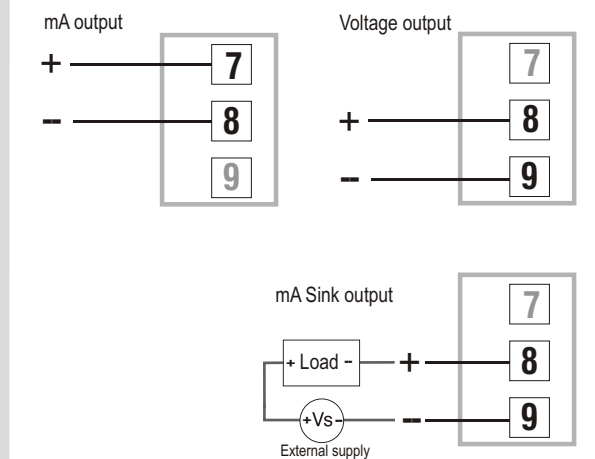 mA output
+ 7
-- 8
9
Voltage output
7
+ 8
-- 9
mA Sink output
7
+ Load - + 8
+Vs- -- 9
External supply